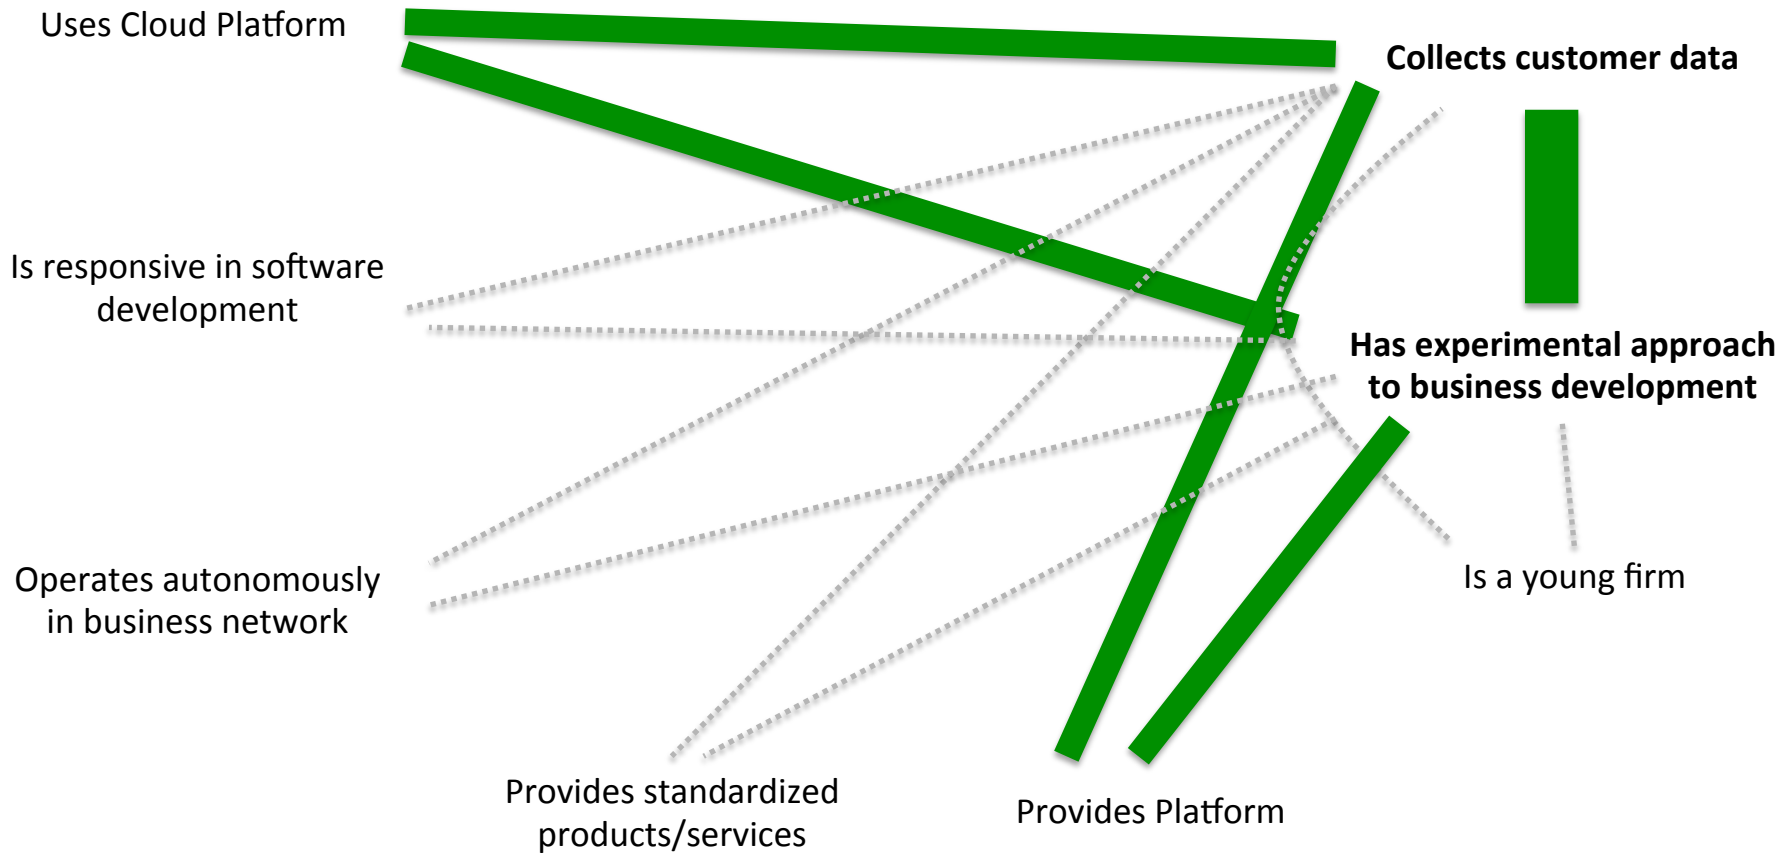 Uses Cloud Platform
Collects customer data
Is responsive in software
development
Has experimental approach
to business development
Operates autonomously
in business network
Is a young firm
Provides standardized
products/services
Provides Platform